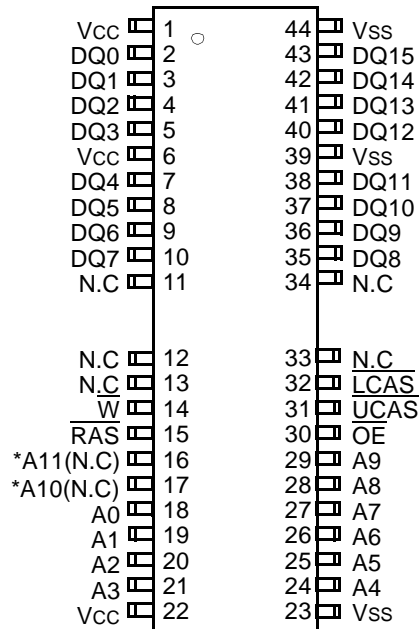 VCC 1 44 VSS
DQ0 2 43 DQ15
DQ1 3 42 DQ14
DQ2 4 41 DQ13
DQ3 5 40 DQ12
VCC 6 39 VSS
DQ4 7 38 DQ11
DQ5 8 37 DQ10
DQ6 9 36 DQ9
DQ7 10 35 DQ8
N.C 11 34 N.C
N.C 12 33 N.C
N.C 13 32 LCAS
W 14 31 UCAS
RAS 15 30 OE
*A11(N.C) 16 29 A9
*A10(N.C) 17 28 A8
A0 18 27 A7
A1 19 26 A6
A2 20 25 A5
A3 21 24 A4
VCC 22 23 VSS